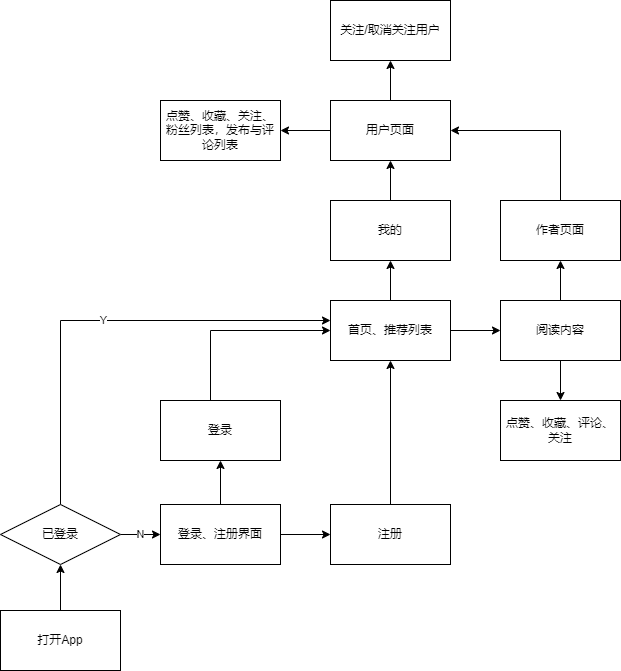 关注/取消关注用户
点赞、收藏、关注、
粉丝列表，发布与评
论列表
用户页面
我的
作者页面
Y
首页、推荐列表
阅读内容
登录
点赞、收藏、评论、
关注
已登录
N
登录、注册界面
注册
打开App